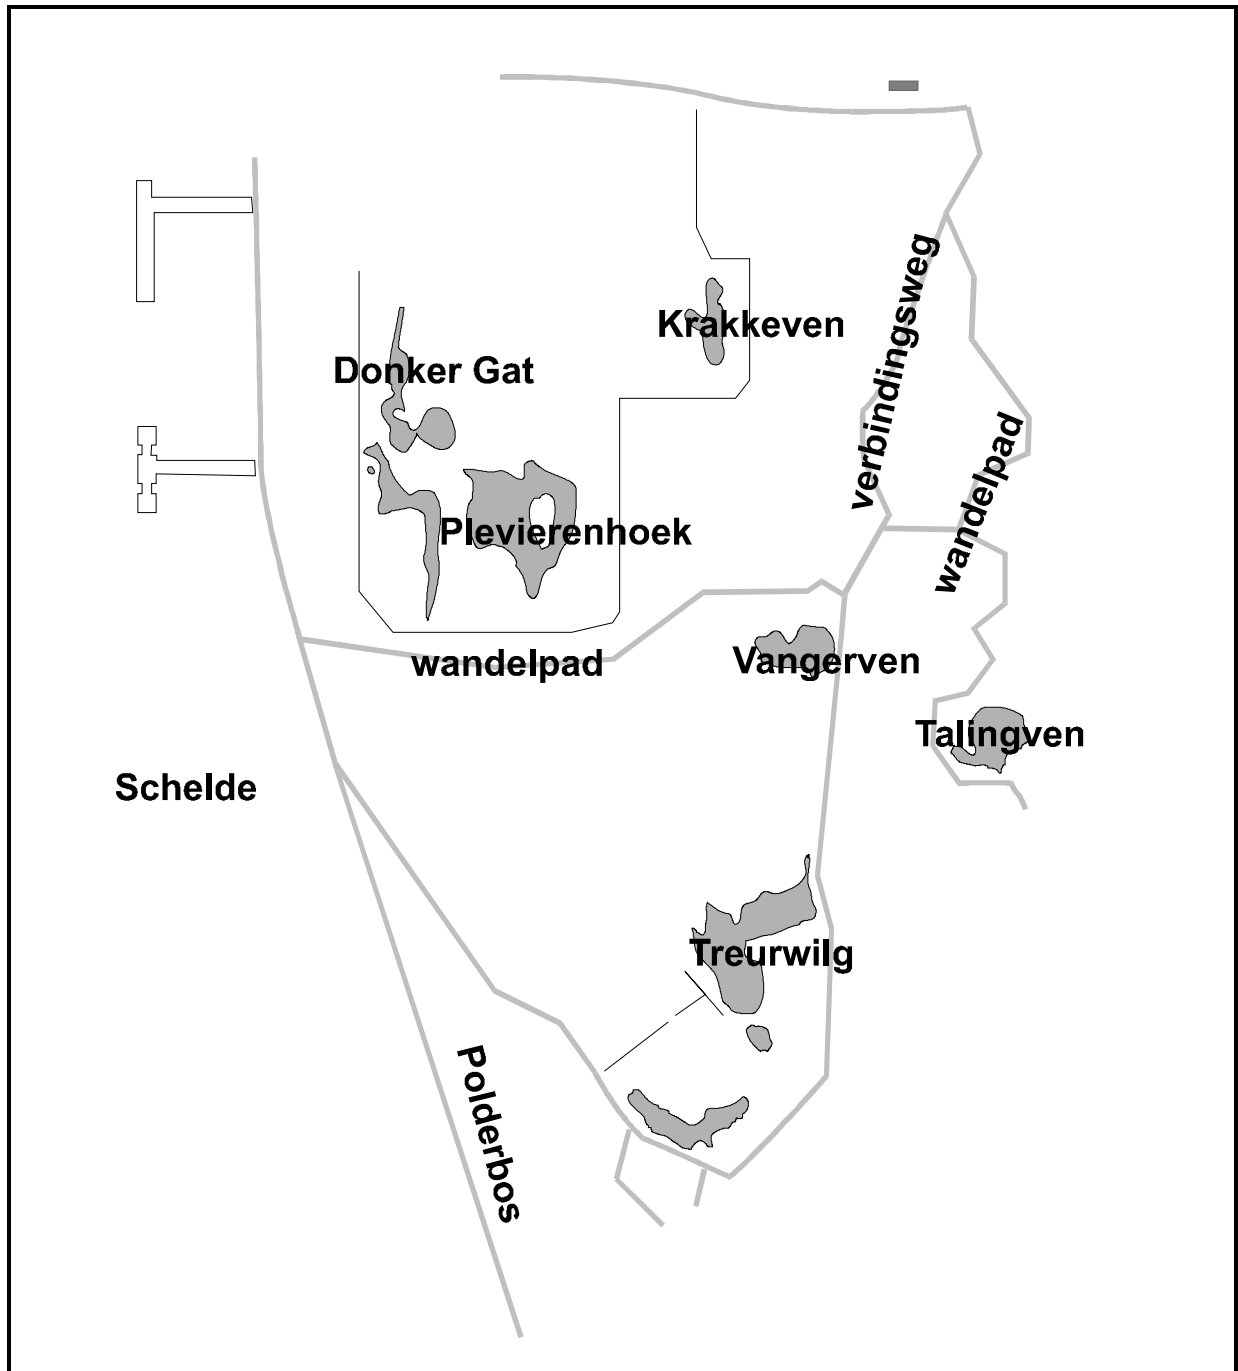 Krakkeven
verbindingsweg
Donker Gat
wandelpad
Plevierenhoek
wandelpad
Vangerven
Talingven
Schelde
Treurwilg
Polderbos